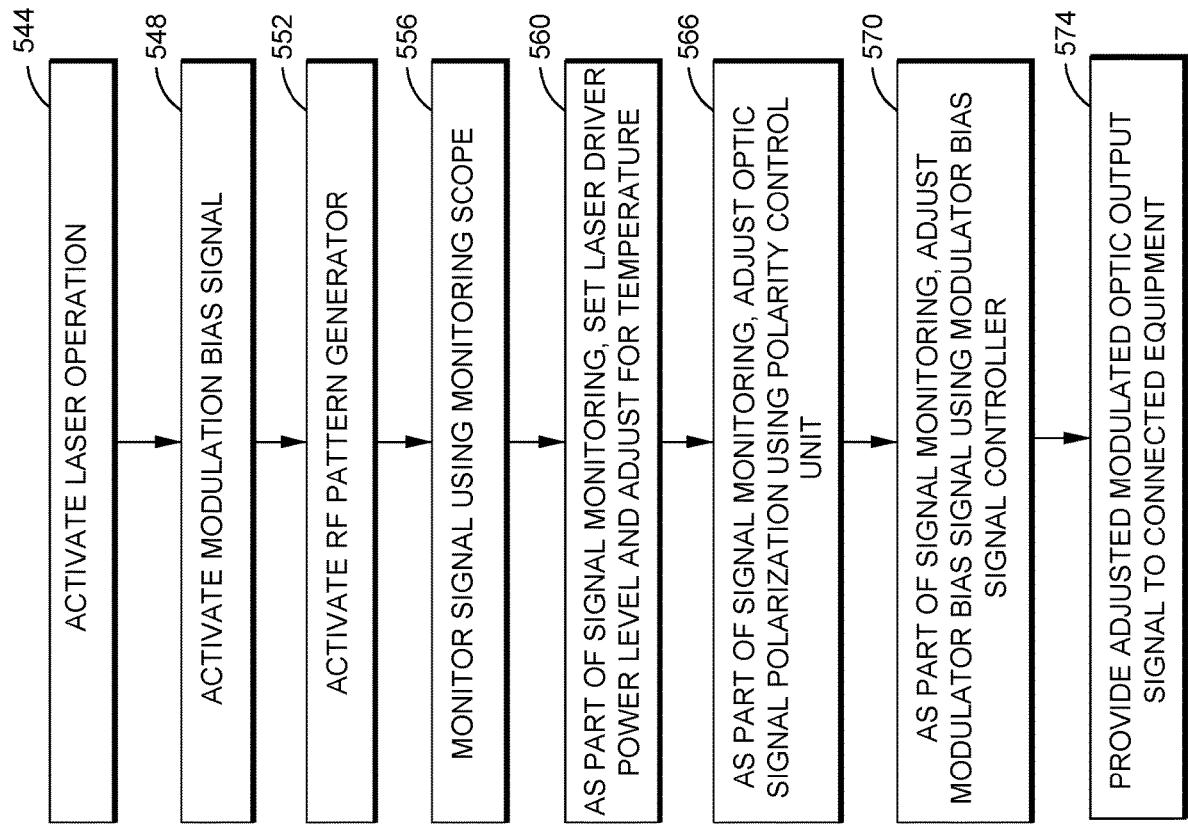 544
ACTIVATE LASER OPERATION
548
ACTIVATE MODULATION BIAS SIGNAL
552
ACTIVATE RF PATTERN GENERATOR
556
MONITOR SIGNAL USING MONITORING SCOPE
560
AS PART OF SIGNAL MONITORING, SET LASER DRIVER
POWER LEVEL AND ADJUST FOR TEMPERATURE
566
AS PART OF SIGNAL MONITORING, ADJUST OPTIC
SIGNAL POLARIZATION USING POLARITY CONTROL
UNIT
570
AS PART OF SIGNAL MONITORING, ADJUST
MODULATOR BIAS SIGNAL USING MODULATOR BIAS
SIGNAL CONTROLLER
574
PROVIDE ADJUSTED MODULATED OPTIC OUTPUT
SIGNAL TO CONNECTED EQUIPMENT